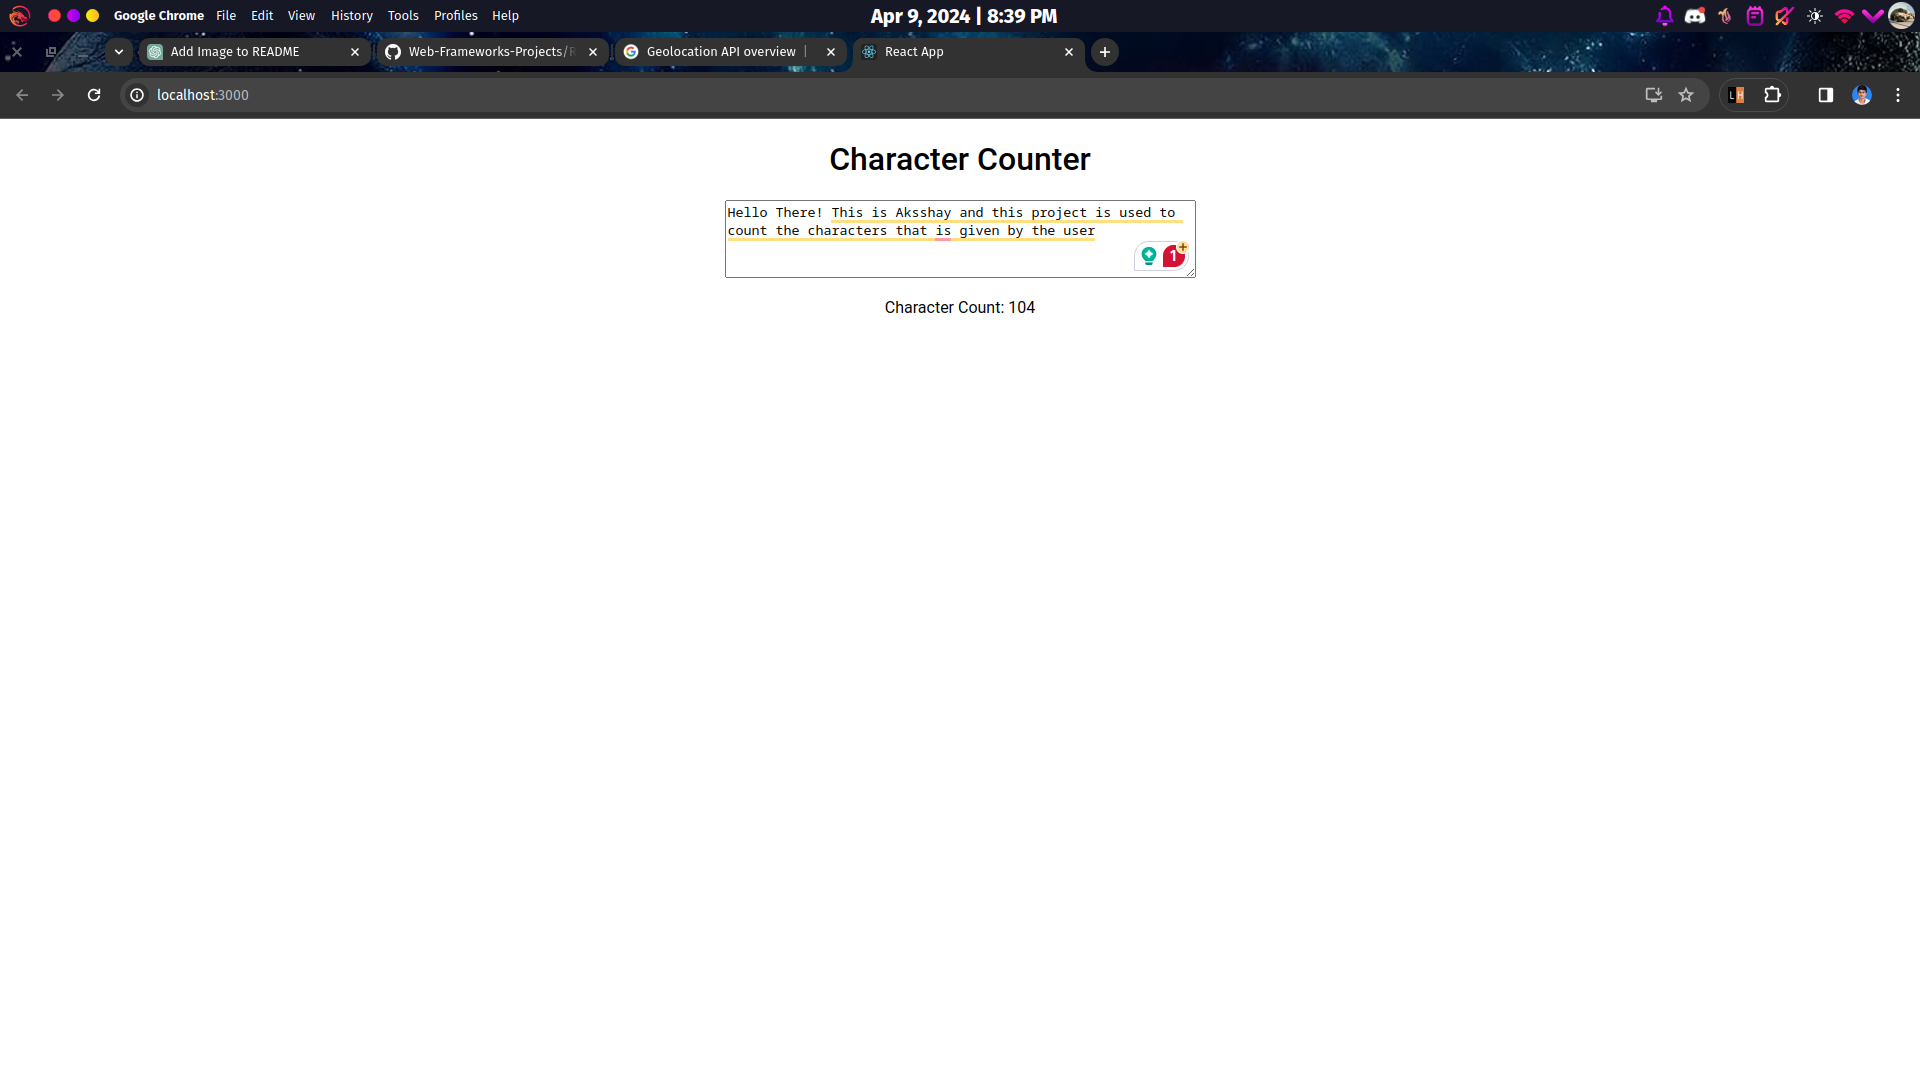 Google Chrome File Edit View History Tools Profiles Help Apr 9, 2024 | 8:39 PM
Add Image to README Web-Frameworks-Projects/R Geolocation API overview | React App
localhost:3000 L H
Character Counter
Hello There! This is Aksshay and this project is used to
count the characters that is given by the user
1
Character Count: 104